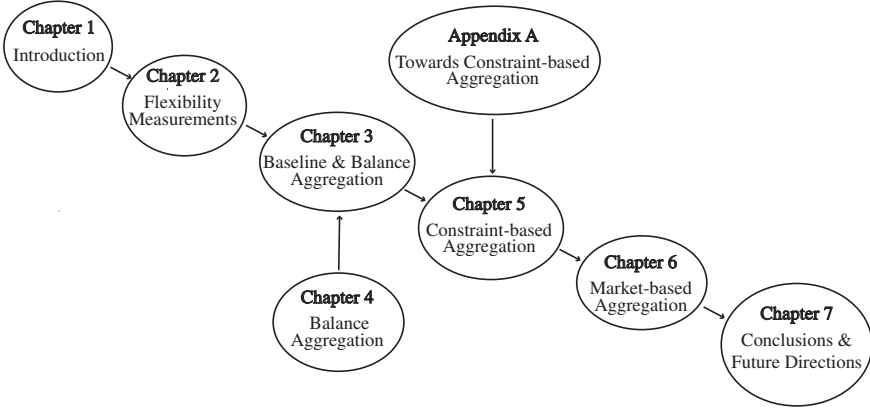 Chapter 1
Introduction
Chapter 2
Flexibility
Measurements
Chapter 3
Baseline & Balance
Aggregation
Chapter 4
Balance
Aggregation
Appendix A
Towards Constraint-based
Aggregation
Chapter 5
Constraint-based
Aggregation
Chapter 6
Market-based
Aggregation
Chapter 7
Conclusions &
Future Directions